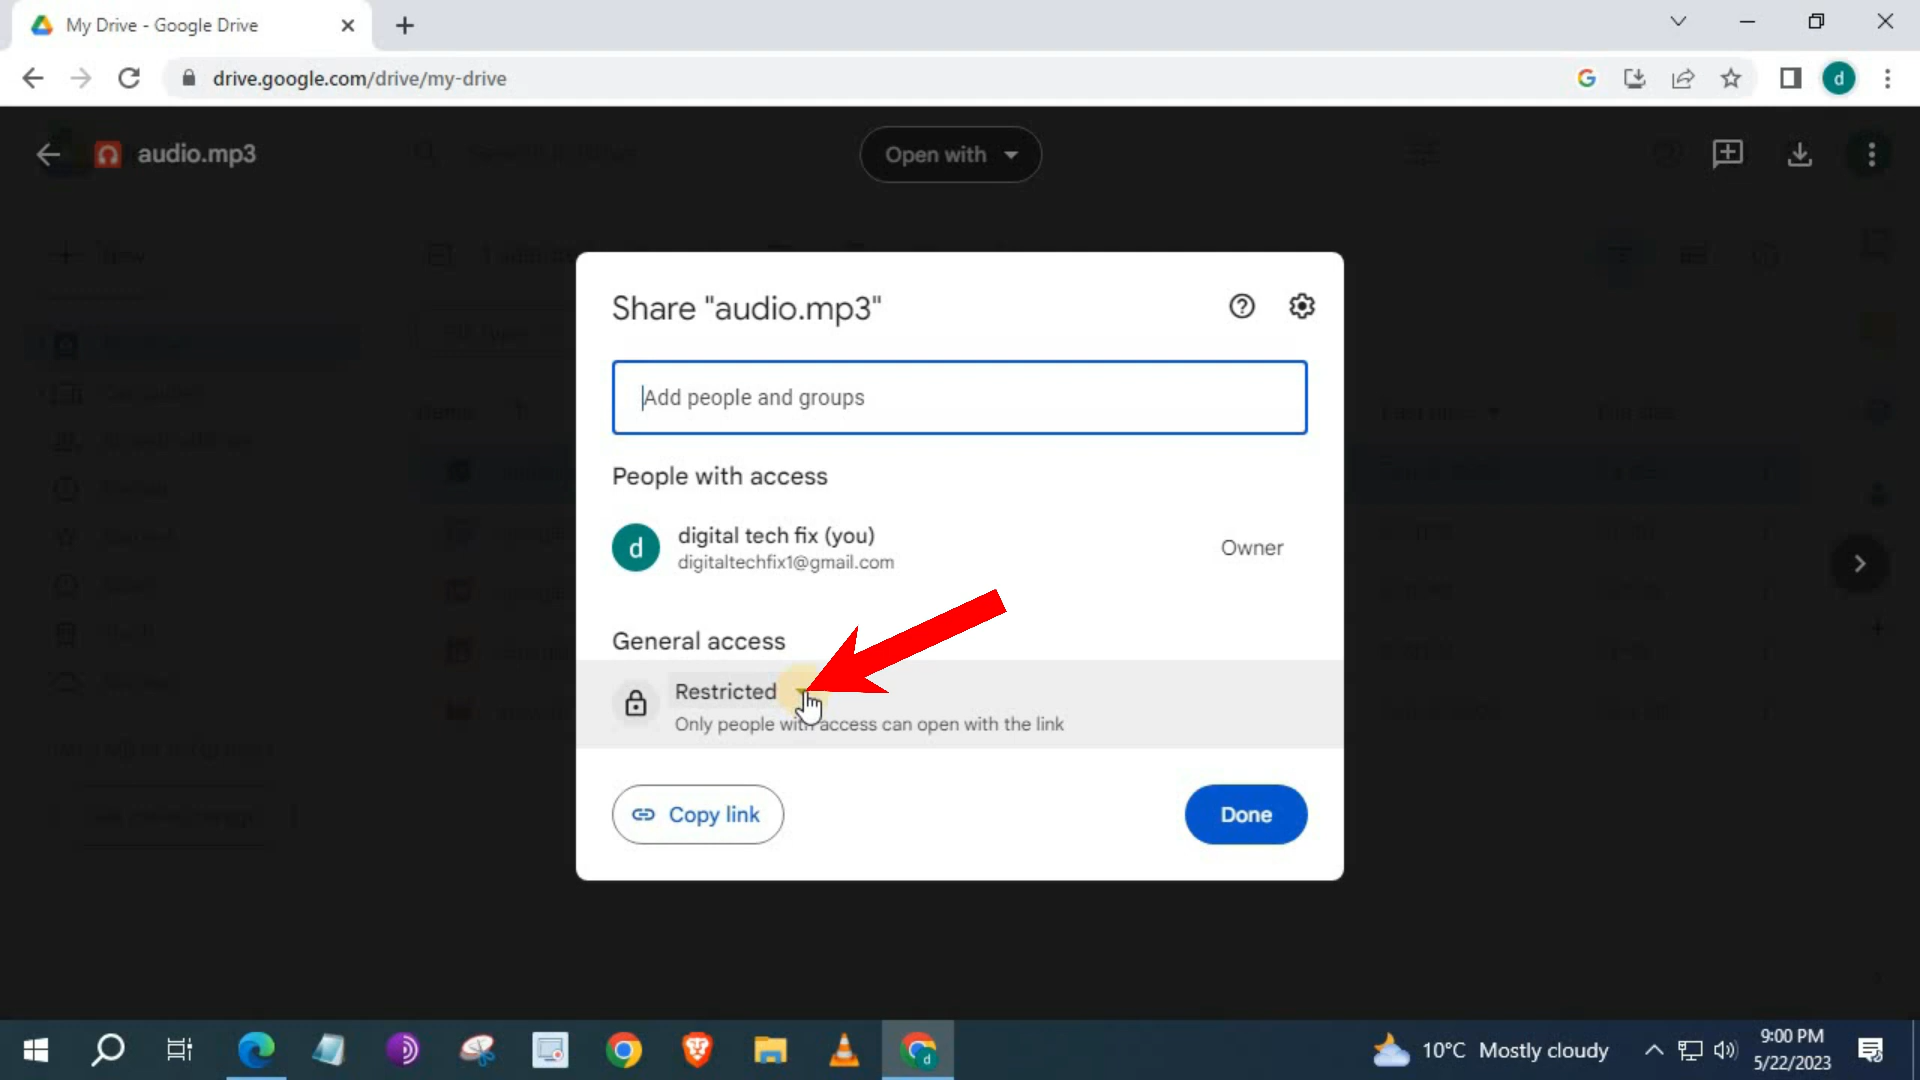 My Drive - Google Drive
drive.google.com/drive/my-drive
d
audio.mp3
Open with
Share "audio.mp3"
Add people and groups
People with access
d
digital tech fix (you)
digitaltechfix1@gmail.com
Owner
General access
Restricted
Only people with access can open with the link
Copy link
Done
d
10°C Mostly cloudy
9:00 PM
5/22/2023